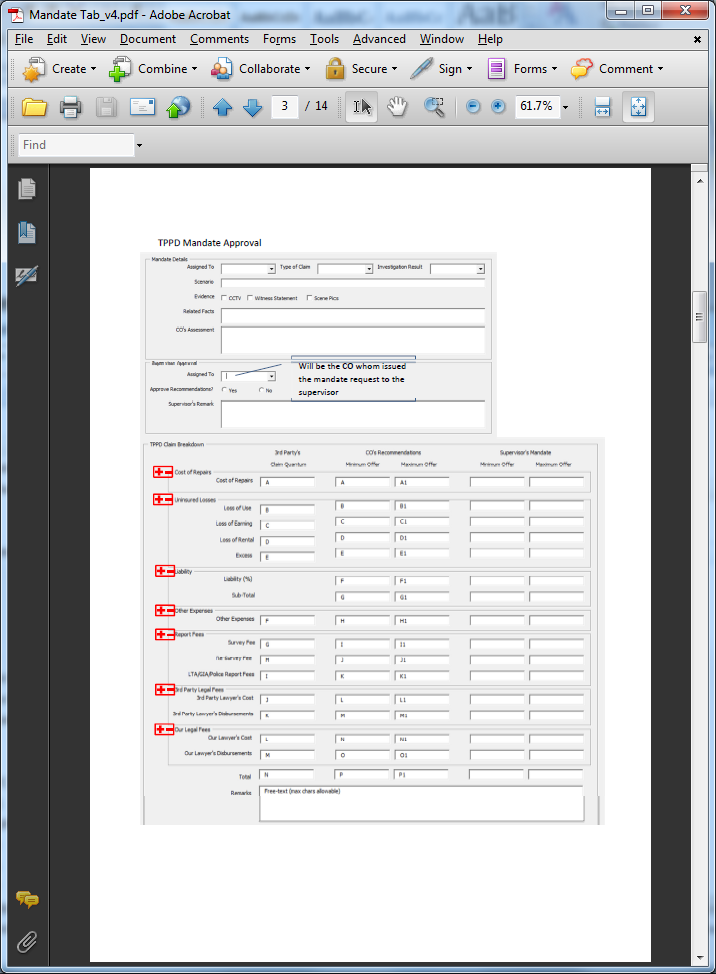 Mandate Tab_v4.pdf - Adobe Acrobat
File Edit View Document Comments Forms Tools Advanced Window Help
Create Combine Collaborate Secure Sign Forms Comment
3 / 14 61.7%
Find
TPPD Mandate Approval
Mandate Details
Assigned To Type of Claim Investigation Result
Scenario
Evidence CCTV Witness Statement Scene Pics
Related Facts
CO's Assessment
Supervisor Approval
Assigned To
Will be the CO whom issued
the mandate request to the
supervisor
Approve Recommendations? Yes No
Supervisor's Remark
TPPD Claim Breakdown
3rd Party's CO's Recommendations Supervisor's Mandate
Claim Quantum Minimum Offer Maximum Offer Minimum Offer Maximum Offer
Cost of Repairs
Cost of Repairs A A A1
Uninsured Losses
Loss of Use B B B1
Loss of Earning C C C1
Loss of Rental D D D1
Excess E E E1
Liability
Liability (%) F F1
Sub-Total G G1
Other Expenses
Other Expenses F H H1
Report Fees
Survey Fee G I I1
Re-Survey Fee H J J1
LTA/GIA/Police Report Fees I K K1
3rd Party Legal Fees
3rd Party Lawyer's Cost J L L1
3rd Party Lawyer's Disbursements K M M1
Our Legal Fees
Our Lawyer's Cost L N N1
Our Lawyer's Disbursements M O O1
Total N P P1
Remarks Free-text (max chars allowable)